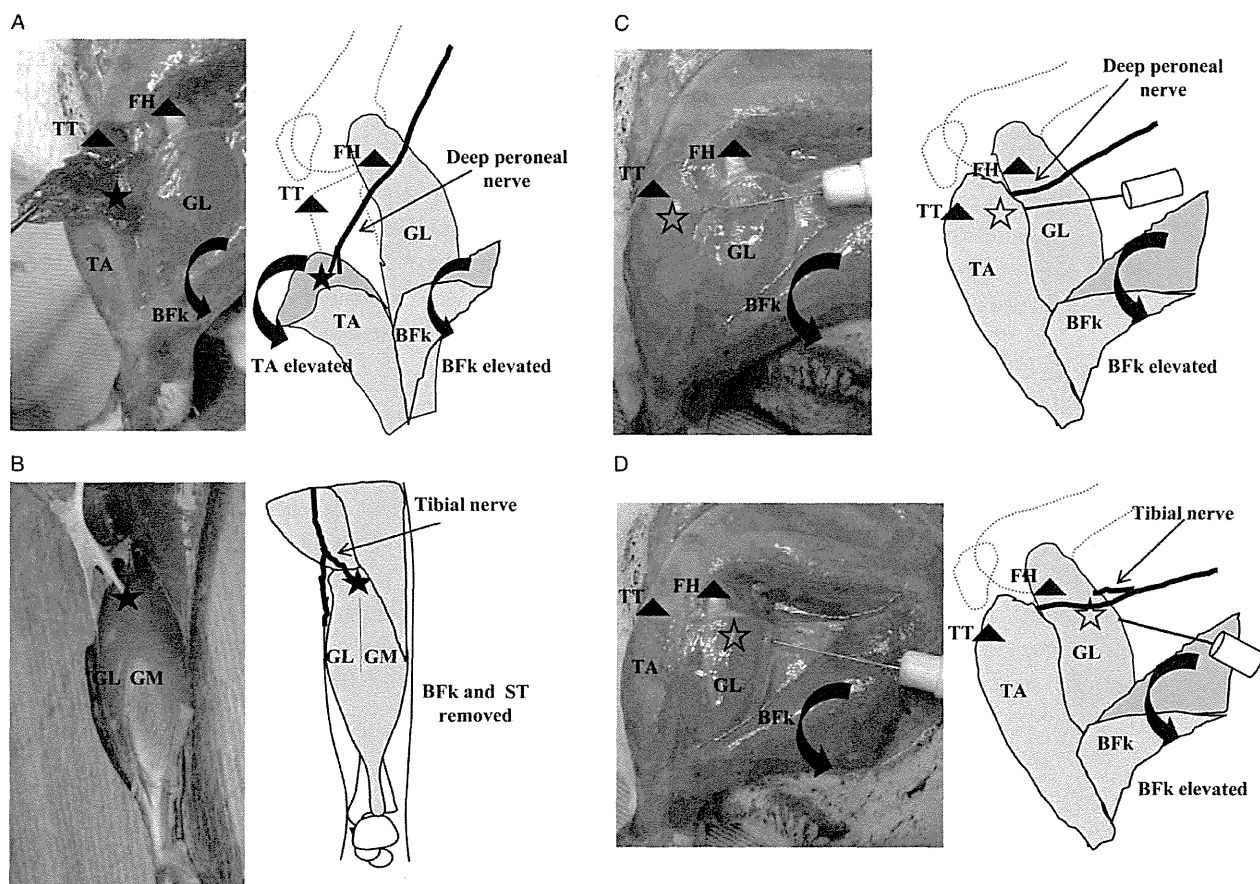 A
FH
TT
GL
TA
BFk
FH
TT
Deep peroneal
nerve
GL
TA
BFk
TA elevated
BFk elevated
B
GL
GM
Tibial nerve
GL
GM
BFk and ST
removed
C
FH
TT
GL
BFk
Deep peroneal
nerve
FH
TT
GL
TA
BFk
BFk elevated
D
FH
TT
TA
GL
BFk
Tibial nerve
FH
TT
GL
TA
BFk
BFk elevated